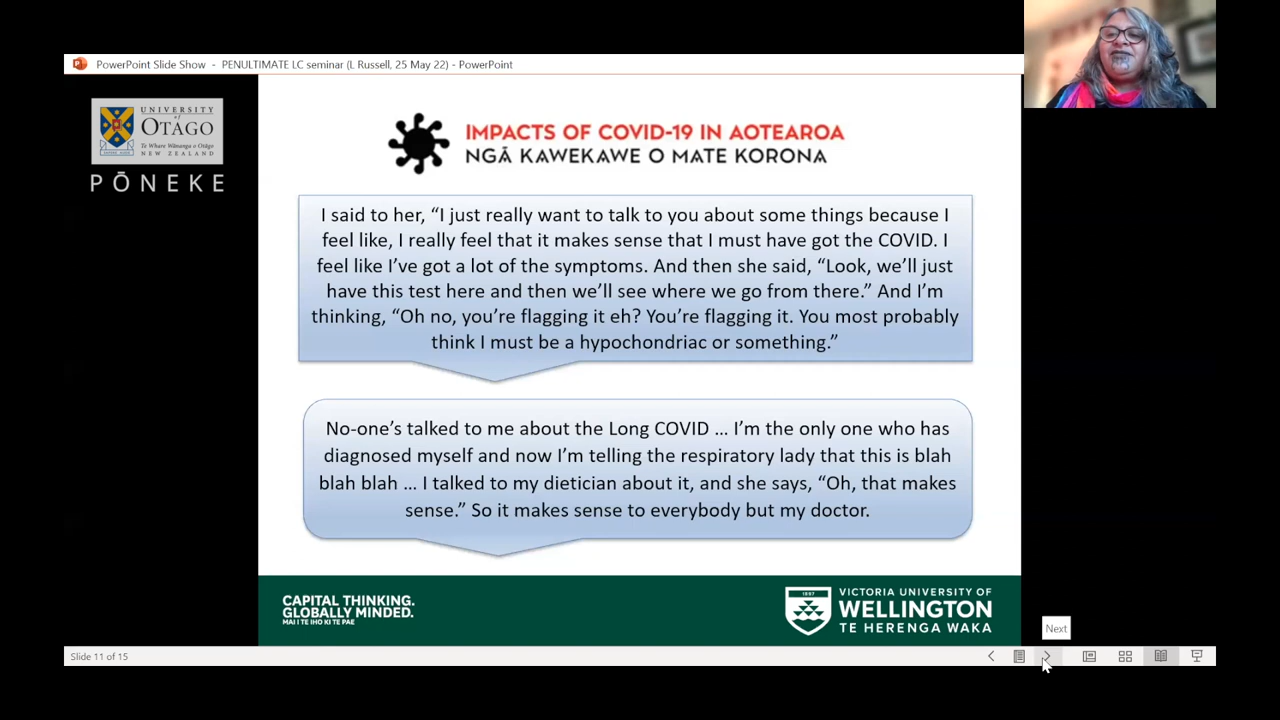 PowerPoint Slide Show - PENULTIMATE LC seminar (L Russell, 25 May 22) - PowerPoint
UNIVERSITY
of
OTAGO
Te Whare Wānanga o Otāgo
NEW ZEALAND
PŌNEKE
IMPACTS OF COVID-19 IN AOTEAROA
NGĀ KAWEKAWE O MATE KORONA
I said to her, “I just really want to talk to you about some things because I
feel like, I really feel that it makes sense that I must have got the COVID. I
feel like I’ve got a lot of the symptoms. And then she said, “Look, we’ll just
have this test here and then we’ll see where we go from there.” And I’m
thinking, “Oh no, you’re flagging it eh? You’re flagging it. You most probably
think I must be a hypochondriac or something.”
No-one’s talked to me about the Long COVID … I’m the only one who has
diagnosed myself and now I’m telling the respiratory lady that this is blah
blah blah … I talked to my dietician about it, and she says, “Oh, that makes
sense.” So it makes sense to everybody but my doctor.
CAPITAL THINKING.
GLOBALLY MINDED.
MAI I TE IHO KI TE PAE
1897
VICTORIA UNIVERSITY OF
WELLINGTON
TE HERENGA WAKA
Next
Slide 11 of 15